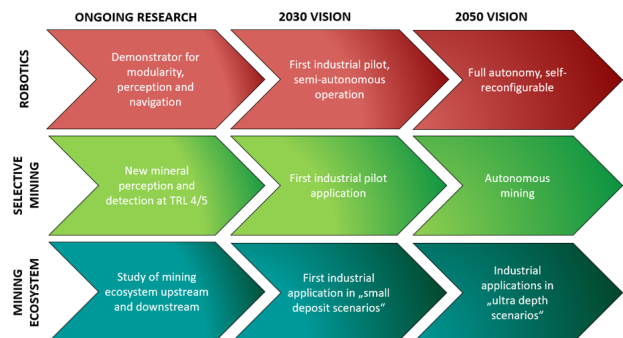 ONGOING RESEARCH
2030 VISION
2050 VISION
ROBOTICS
Demonstrator for
modularity,
perception and
navigation
First industrial pilot,
semi-autonomous
operation
Full autonomy, self-
reconfigurable
SELECTIVE
MINING
New mineral
perception and
detection at TRL 4/5
First industrial pilot
application
Autonomous
mining
MINING
ECOSYSTEM
Study of mining
ecosystem upstream
and downstream
First industrial
application in „small
deposit scenarios“
Industrial
applications in
„ultra depth
scenarios“